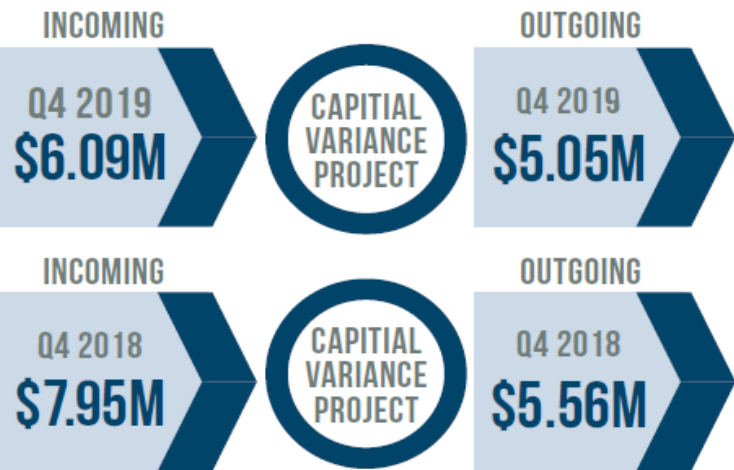 INCOMING
Q4 2019
$6.09M
CAPITIAL
VARIANCE
PROJECT
OUTGOING
Q4 2019
$5.05M
INCOMING
Q4 2018
$7.95M
CAPITIAL
VARIANCE
PROJECT
OUTGOING
Q4 2018
$5.56M